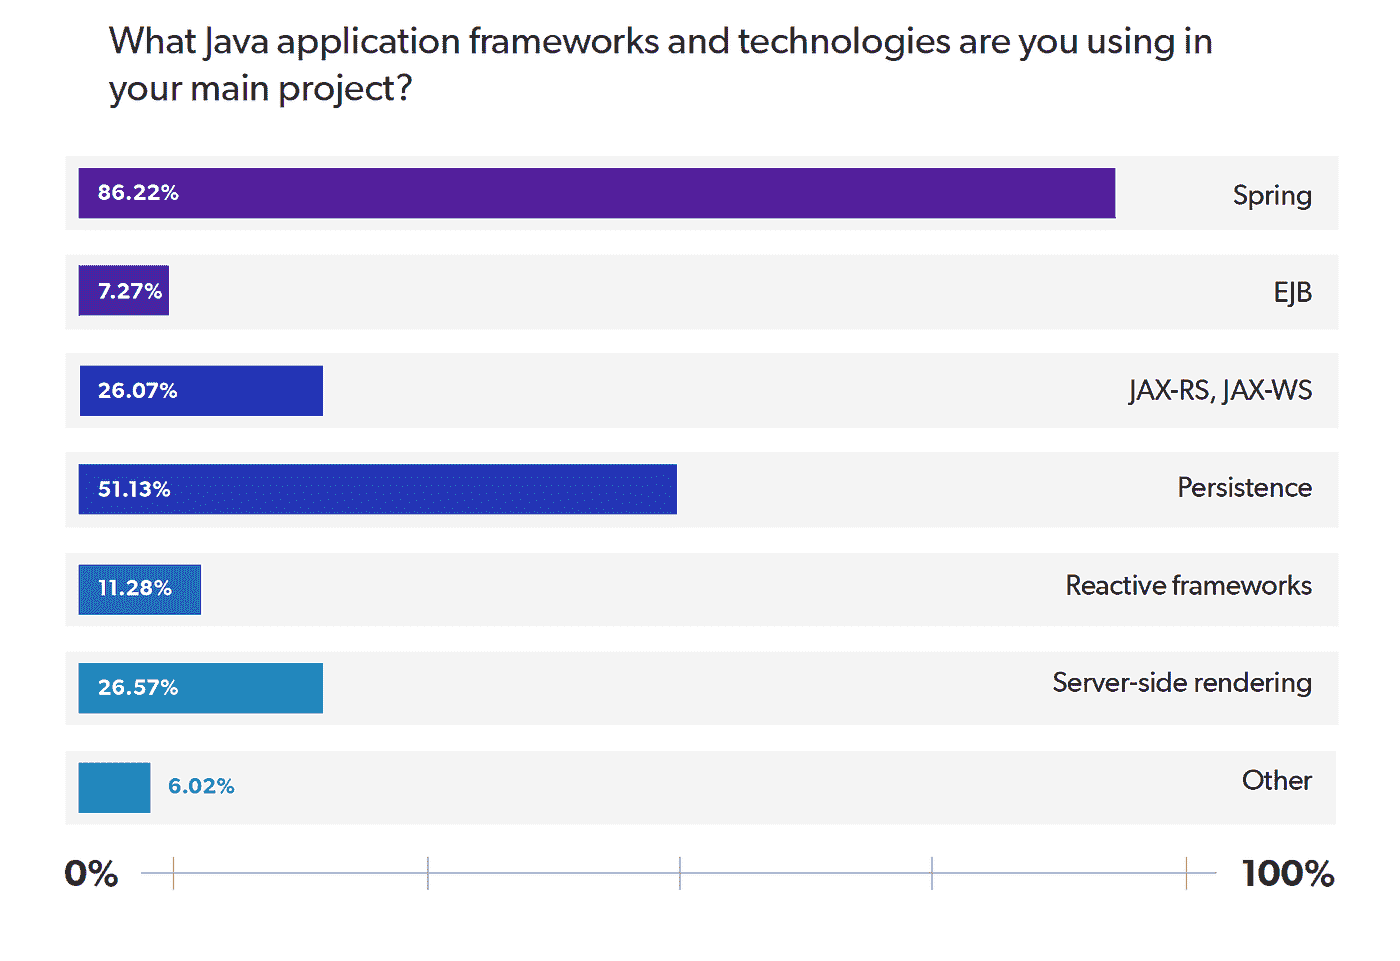 What Java application frameworks and technologies are you using in
your main project?
86.22% Spring
7.27% EJB
26.07% JAX-RS, JAX-WS
51.13% Persistence
11.28% Reactive frameworks
26.57% Server-side rendering
6.02% Other
0% 100%